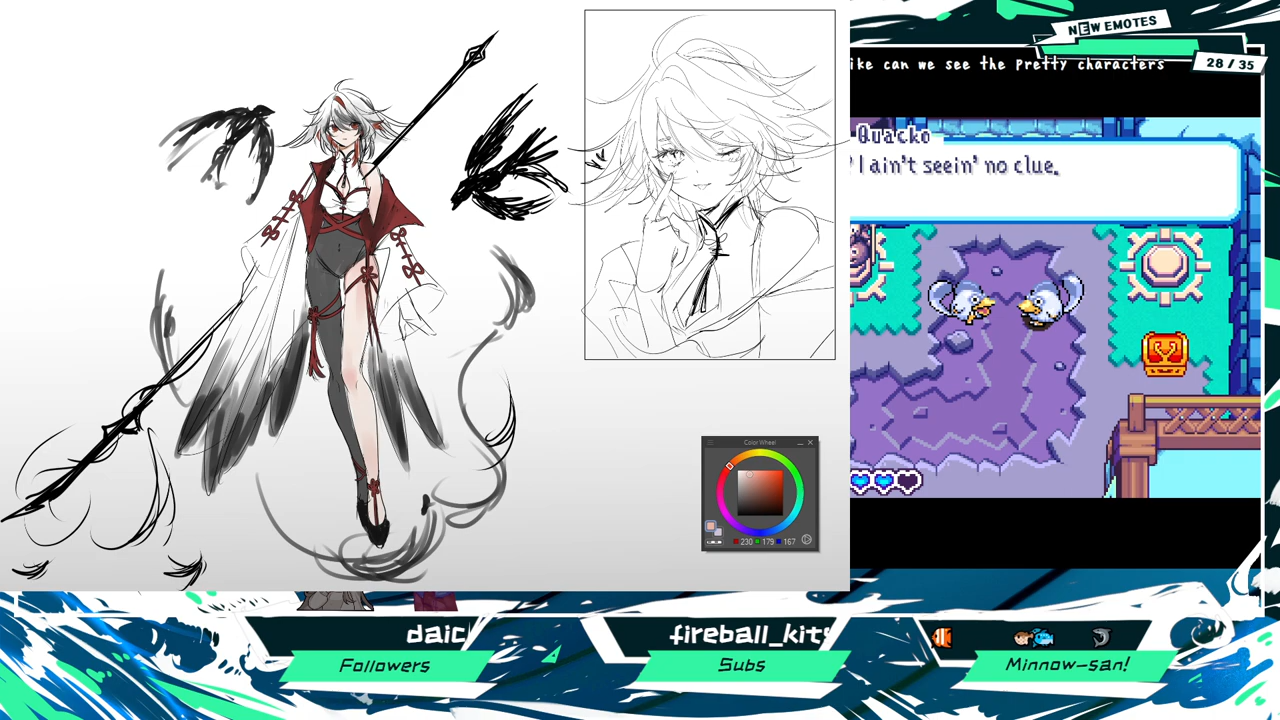 NEW EMOTES
28 / 35
ike can we see the pretty characters
Quacko
I ain't seein' no clue.
Color Wheel
230 179 167
daic
Followers
fireball_kits
Subs
Minnow-san!